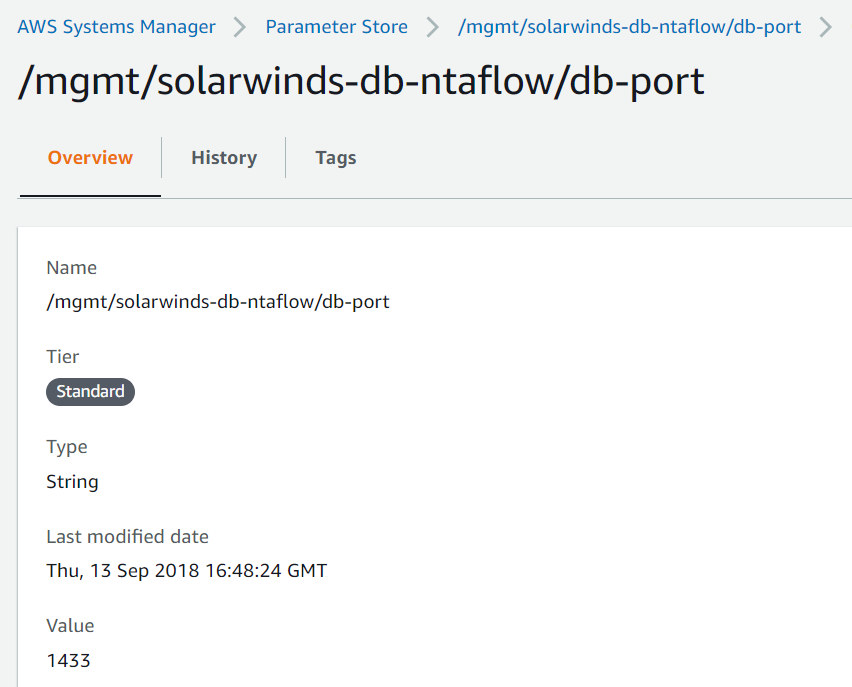 AWS Systems Manager > Parameter Store > /mgmt/solarwinds-db-ntaflow/db-port >
/mgmt/solarwinds-db-ntaflow/db-port
Overview History Tags
Name
/mgmt/solarwinds-db-ntaflow/db-port
Tier
Standard
Type
String
Last modified date
Thu, 13 Sep 2018 16:48:24 GMT
Value
1433